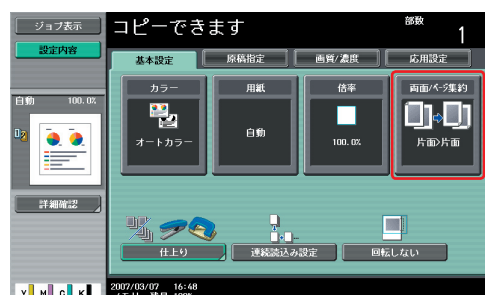 ジョブ表示
コピーできます
部数
1
設定内容
基本設定
原稿指定
画質/濃度
応用設定
自動 100.0%
カラー
用紙
倍率
両面/ページ集約
オートカラー
自動
100.0%
片面>片面
詳細確認
仕上り
連続読込み設定
回転しない
2007/03/07 16:48
Y M C K